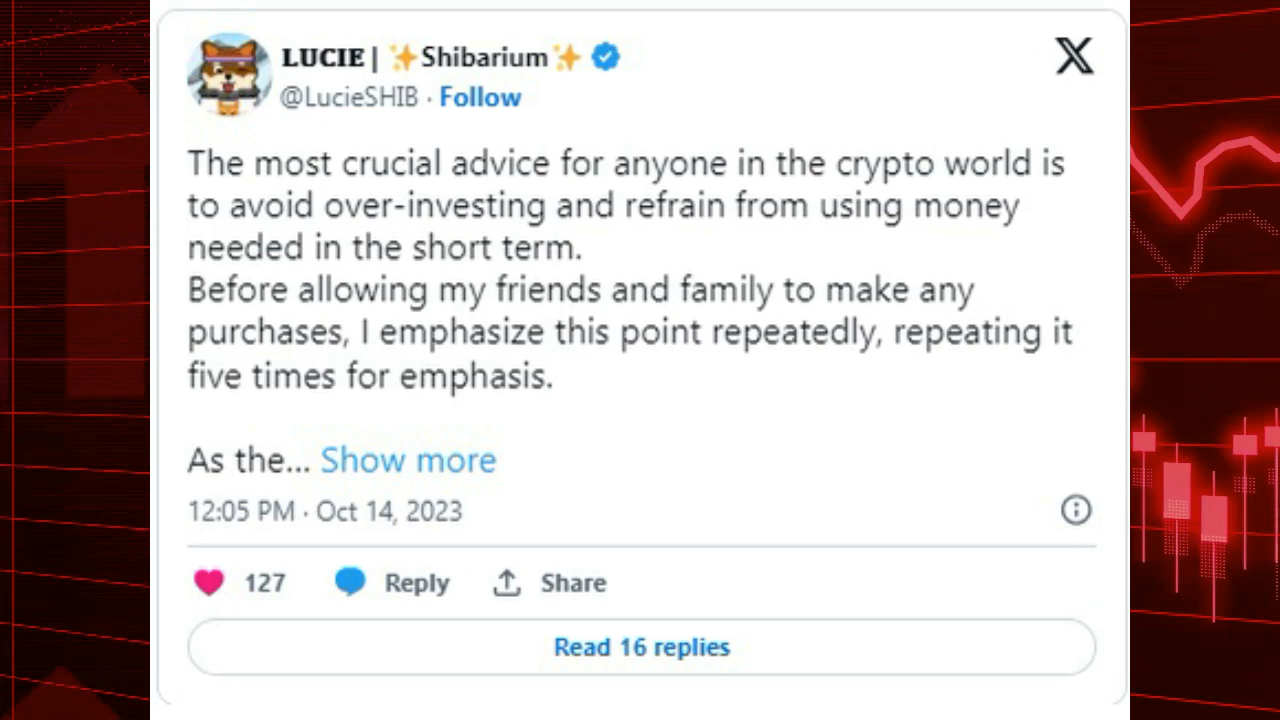 LUCIE | ✨Shibarium✨
@LucieSHIB · Follow
The most crucial advice for anyone in the crypto world is
to avoid over-investing and refrain from using money
needed in the short term.
Before allowing my friends and family to make any
purchases, I emphasize this point repeatedly, repeating it
five times for emphasis.
As the... Show more
12:05 PM · Oct 14, 2023
127 Reply Share
Read 16 replies